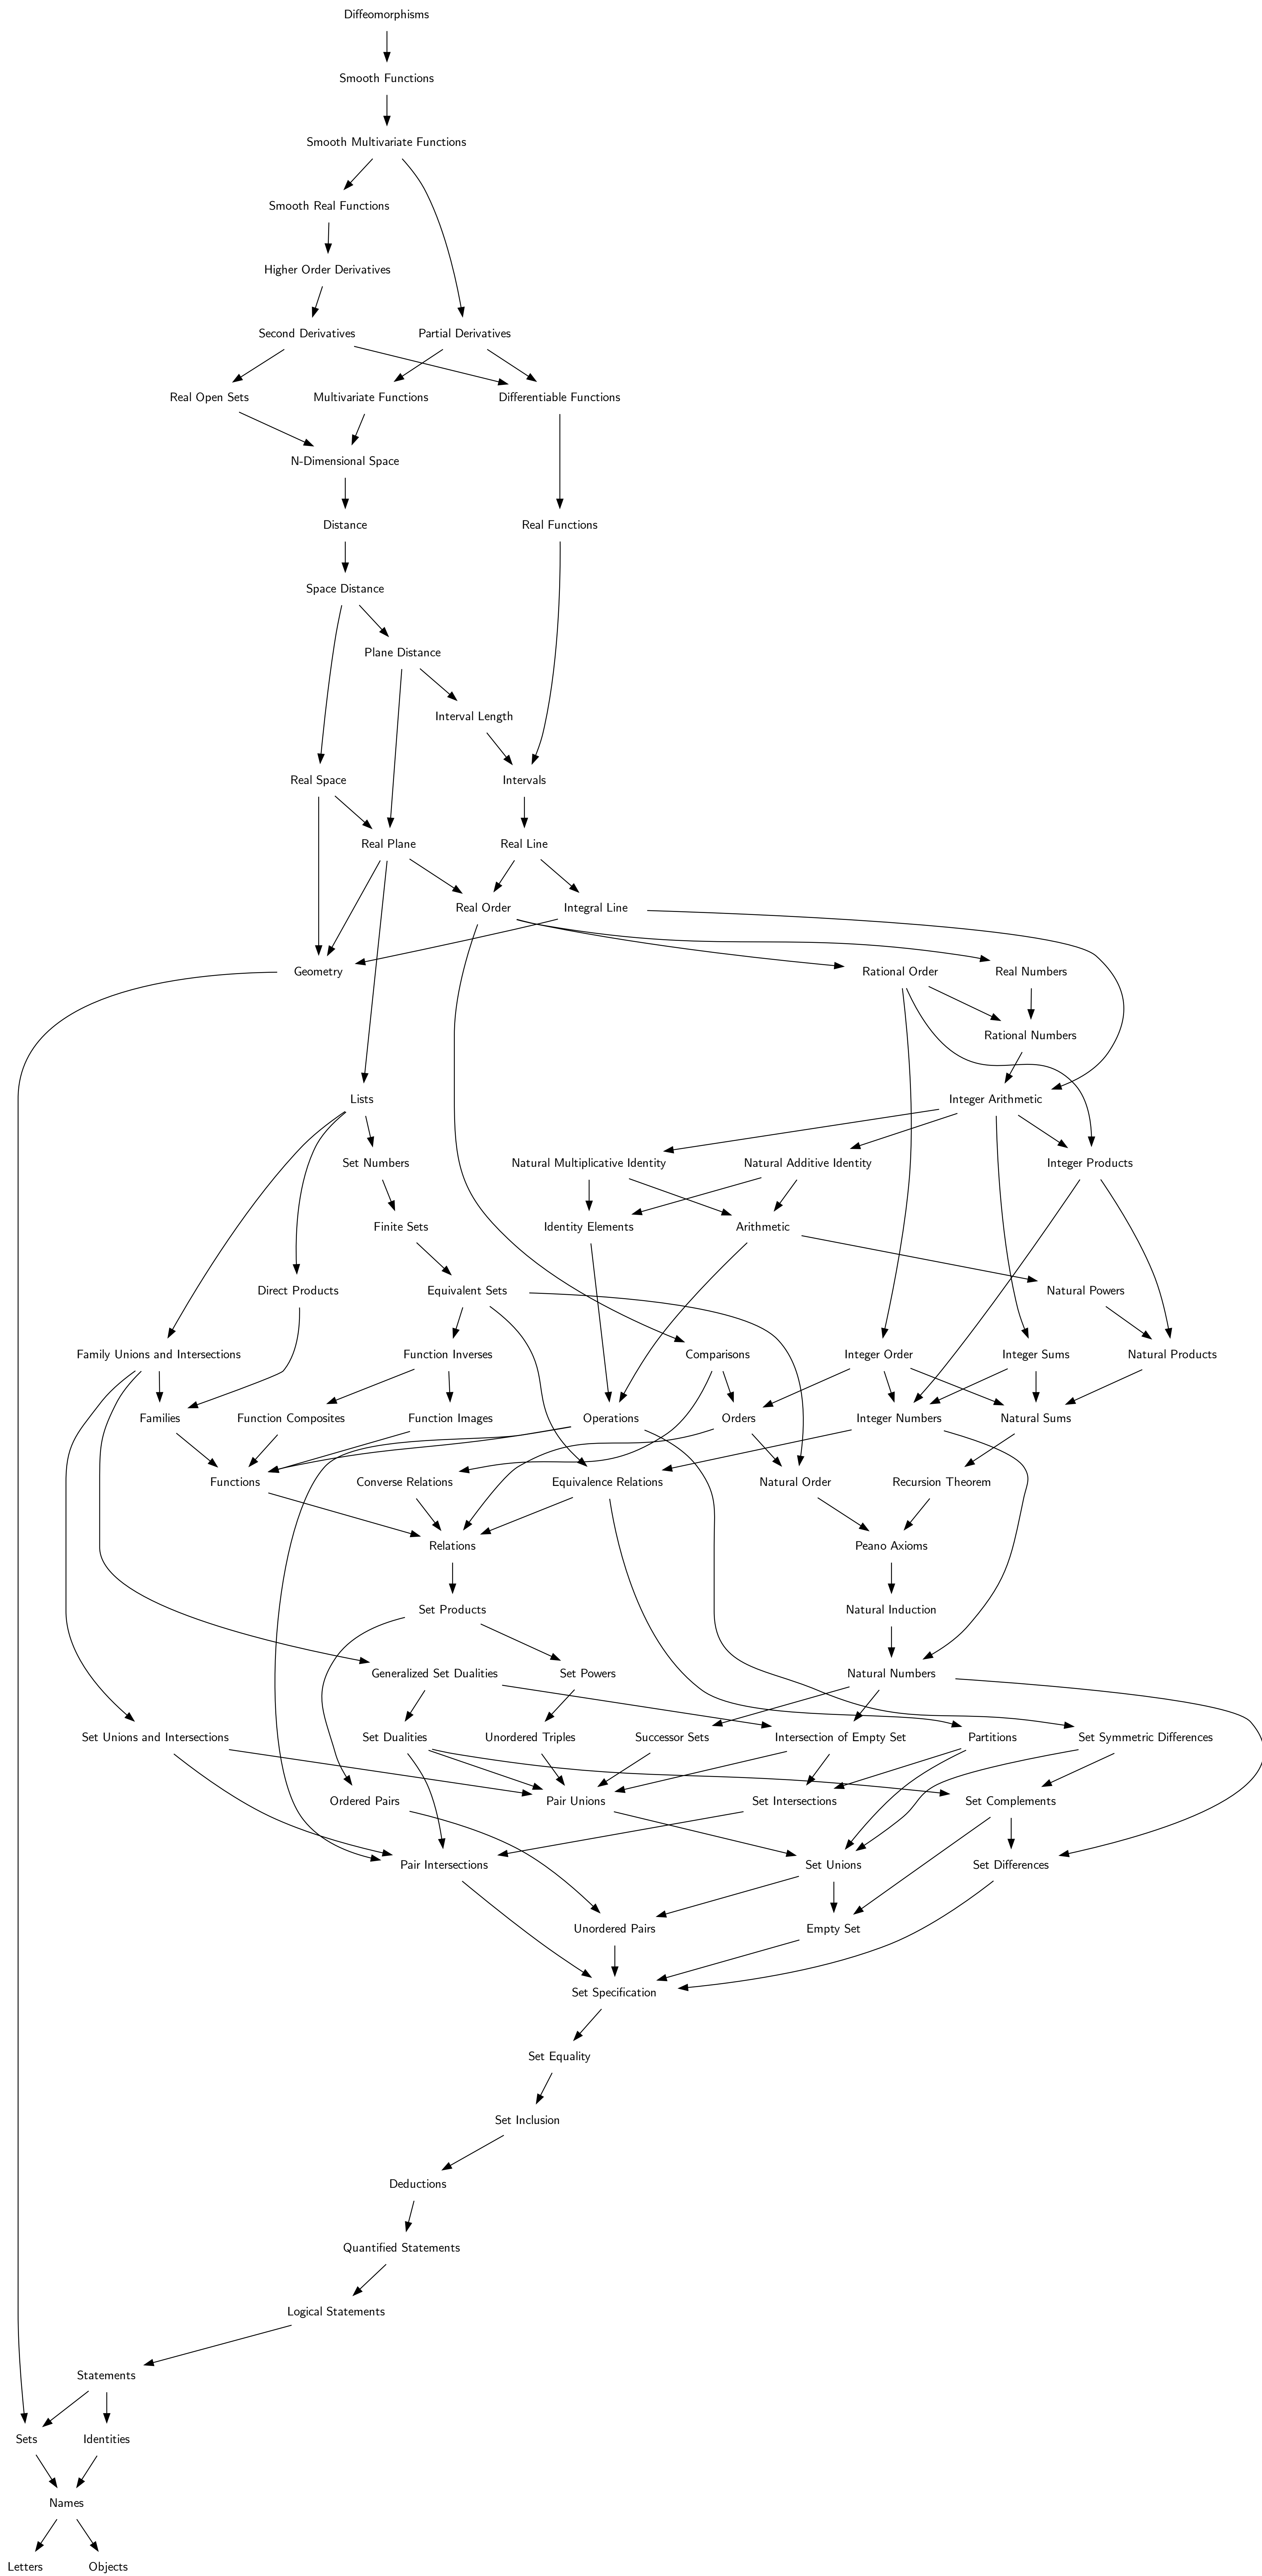 Diffeomorphisms
Smooth Functions
Smooth Multivariate Functions
Smooth Real Functions
Higher Order Derivatives
Second Derivatives
Partial Derivatives
Real Open Sets
Multivariate Functions
Differentiable Functions
N-Dimensional Space
Distance
Real Functions
Space Distance
Plane Distance
Interval Length
Real Space
Intervals
Real Plane
Real Line
Real Order
Integral Line
Geometry
Rational Order
Real Numbers
Rational Numbers
Lists
Integer Arithmetic
Set Numbers
Natural Multiplicative Identity
Natural Additive Identity
Integer Products
Finite Sets
Identity Elements
Arithmetic
Direct Products
Equivalent Sets
Natural Powers
Family Unions and Intersections
Function Inverses
Comparisons
Integer Order
Integer Sums
Natural Products
Families
Function Composites
Function Images
Operations
Orders
Integer Numbers
Natural Sums
Functions
Converse Relations
Equivalence Relations
Natural Order
Recursion Theorem
Relations
Peano Axioms
Set Products
Natural Induction
Generalized Set Dualities
Set Powers
Natural Numbers
Set Unions and Intersections
Set Dualities
Unordered Triples
Successor Sets
Intersection of Empty Set
Partitions
Set Symmetric Differences
Ordered Pairs
Pair Unions
Set Intersections
Set Complements
Pair Intersections
Set Unions
Set Differences
Unordered Pairs
Empty Set
Set Specification
Set Equality
Set Inclusion
Deductions
Quantified Statements
Logical Statements
Statements
Sets
Identities
Names
Letters
Objects